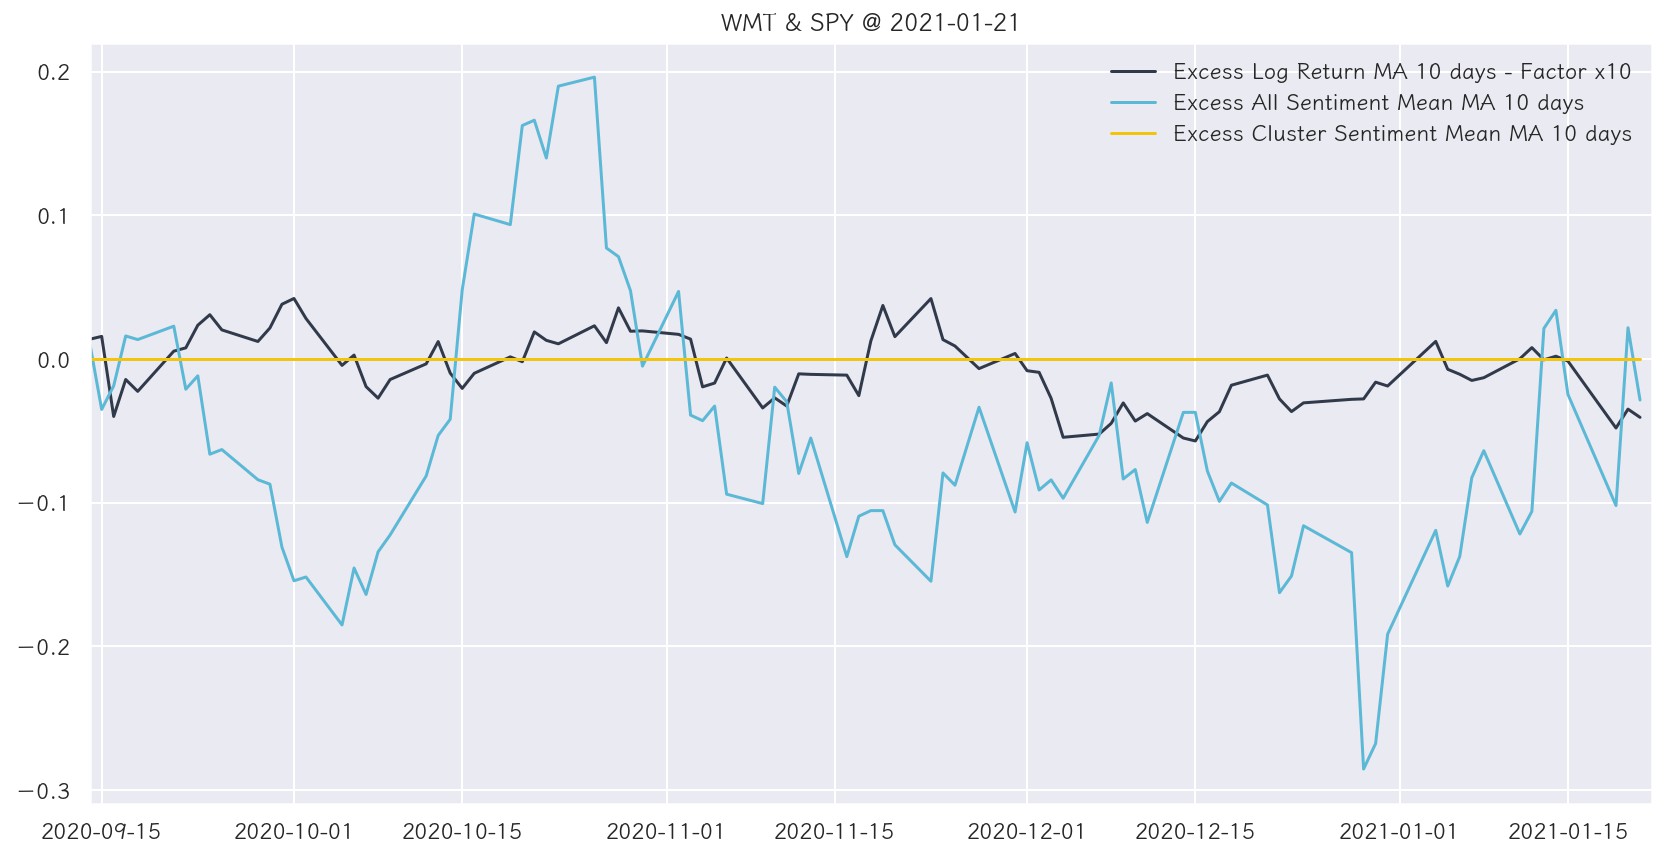 WMT & SPY @ 2021-01-21
Excess Log Return MA 10 days - Factor x10
Excess All Sentiment Mean MA 10 days
Excess Cluster Sentiment Mean MA 10 days
0.2
0.1
0.0
−0.1
−0.2
−0.3
2020-09-15 2020-10-01 2020-10-15 2020-11-01 2020-11-15 2020-12-01 2020-12-15 2021-01-01 2021-01-15